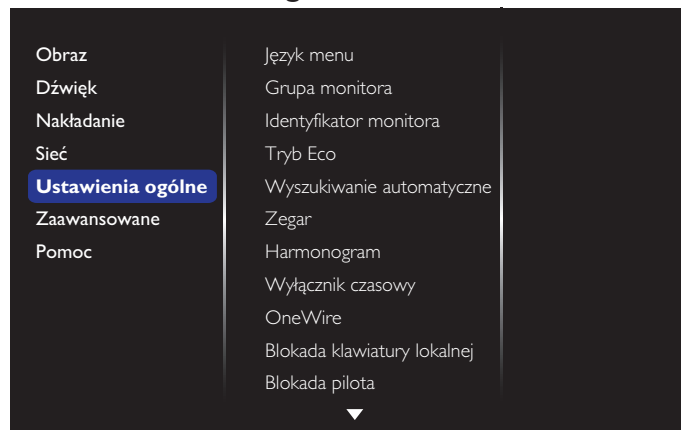 Obraz
Dźwięk
Nakładanie
Sieć
Ustawienia ogólne
Zaawansowane
Pomoc
Język menu
Grupa monitora
Identyfikator monitora
Tryb Eco
Wyszukiwanie automatyczne
Zegar
Harmonogram
Wyłącznik czasowy
OneWire
Blokada klawiatury lokalnej
Blokada pilota